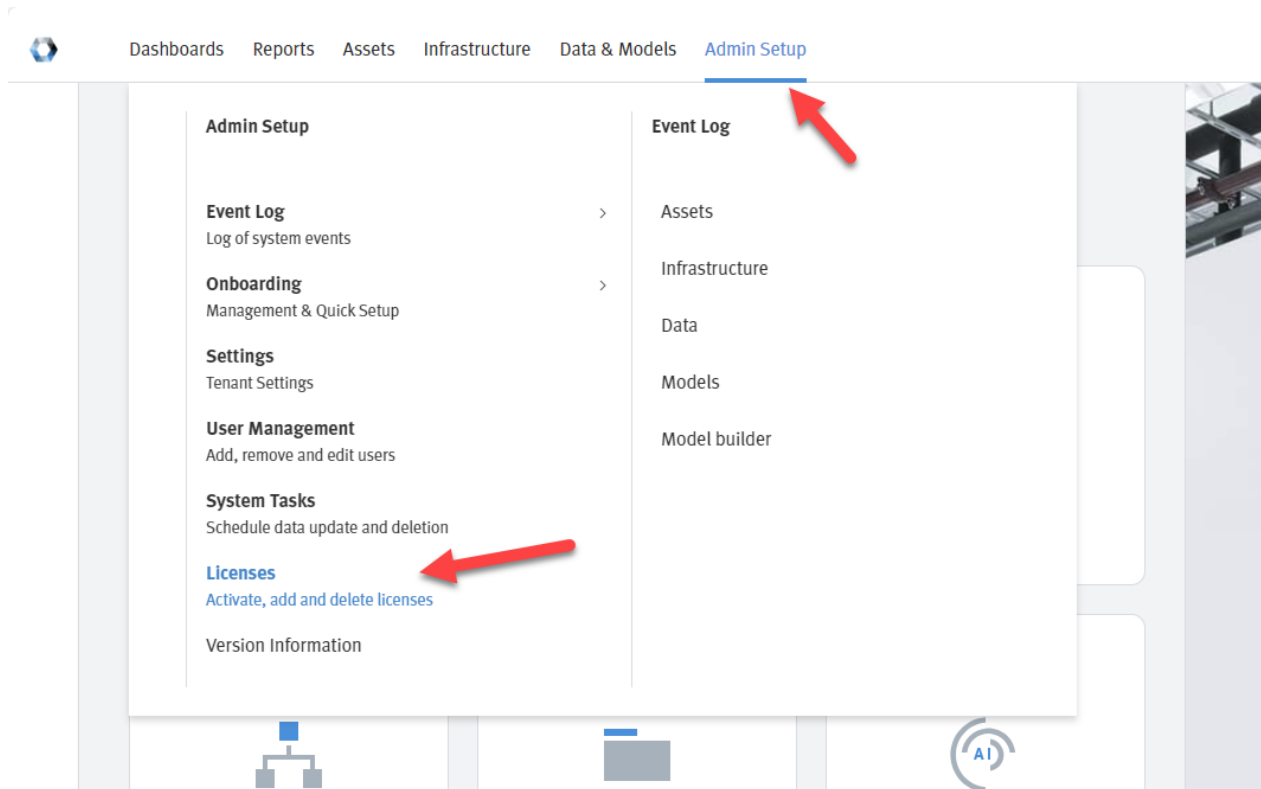 Dashboards Reports Assets Infrastructure Data & Models Admin Setup
Admin Setup
Event Log
Log of system events
Onboarding
Management & Quick Setup
Settings
Tenant Settings
User Management
Add, remove and edit users
System Tasks
Schedule data update and deletion
Licenses
Activate, add and delete licenses
Version Information
Event Log
Assets
Infrastructure
Data
Models
Model builder
AI